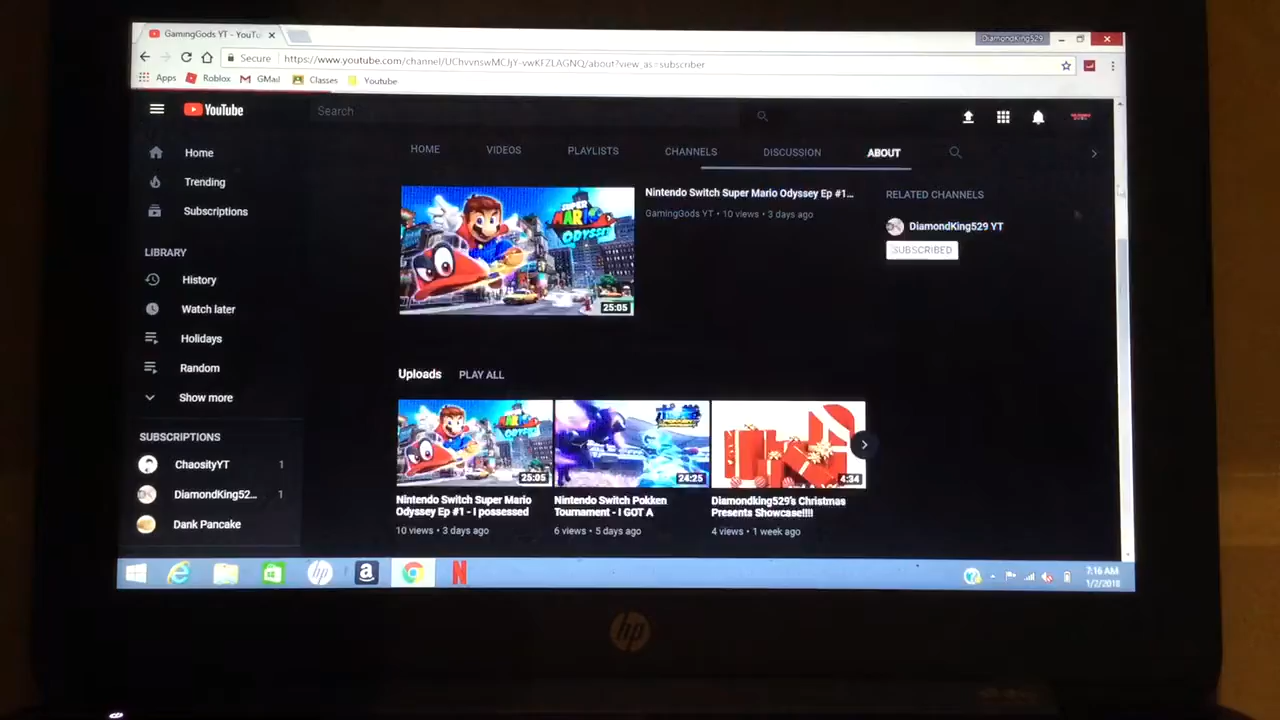 GamingGods YT - YouTu
DiamondKing529
Secure
https://www.youtube.com/channel/UChvvnswMCJjY-vwKFZLAGNQ/about?view_as=subscriber
Apps Roblox GMail Classes Youtube
YouTube
Search
Home
Trending
Subscriptions
LIBRARY
History
Watch later
Holidays
Random
Show more
SUBSCRIPTIONS
ChaosityYT 1
DiamondKing52... 1
Dank Pancake
HOME VIDEOS PLAYLISTS CHANNELS DISCUSSION ABOUT
SUPER
MARIO
ODYSSEY
25:05
Nintendo Switch Super Mario Odyssey Ep #1...
GamingGods YT • 10 views • 3 days ago
RELATED CHANNELS
DiamondKing529 YT
SUBSCRIBED
Uploads PLAY ALL
25:05
Nintendo Switch Super Mario
Odyssey Ep #1 - I possessed
10 views • 3 days ago
24:25
Nintendo Switch Pokken
Tournament - I GOT A
6 views • 5 days ago
4:34
Diamondking529's Christmas
Presents Showcase!!!!
4 views • 1 week ago
7:16 AM
1/2/2018
hp